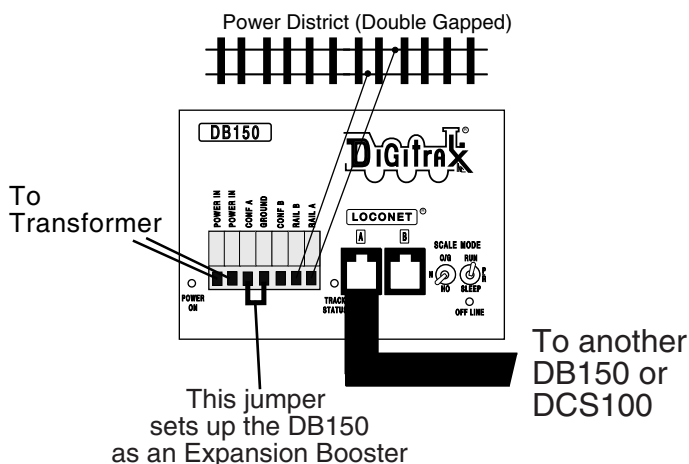 Power District (Double Gapped)
DB150
DIGITRAX
INC.
®
To
Transformer
POWER IN
POWER IN
CONF A
GROUND
CONF B
RAIL B
RAIL A
LOCONET ®
A
B
SCALE MODE
O/G RUN
N
P/R
HO SLEEP
POWER
ON
TRACK
STATUS
OFF LINE
To another
DB150 or
DCS100
This jumper
sets up the DB150
as an Expansion Booster